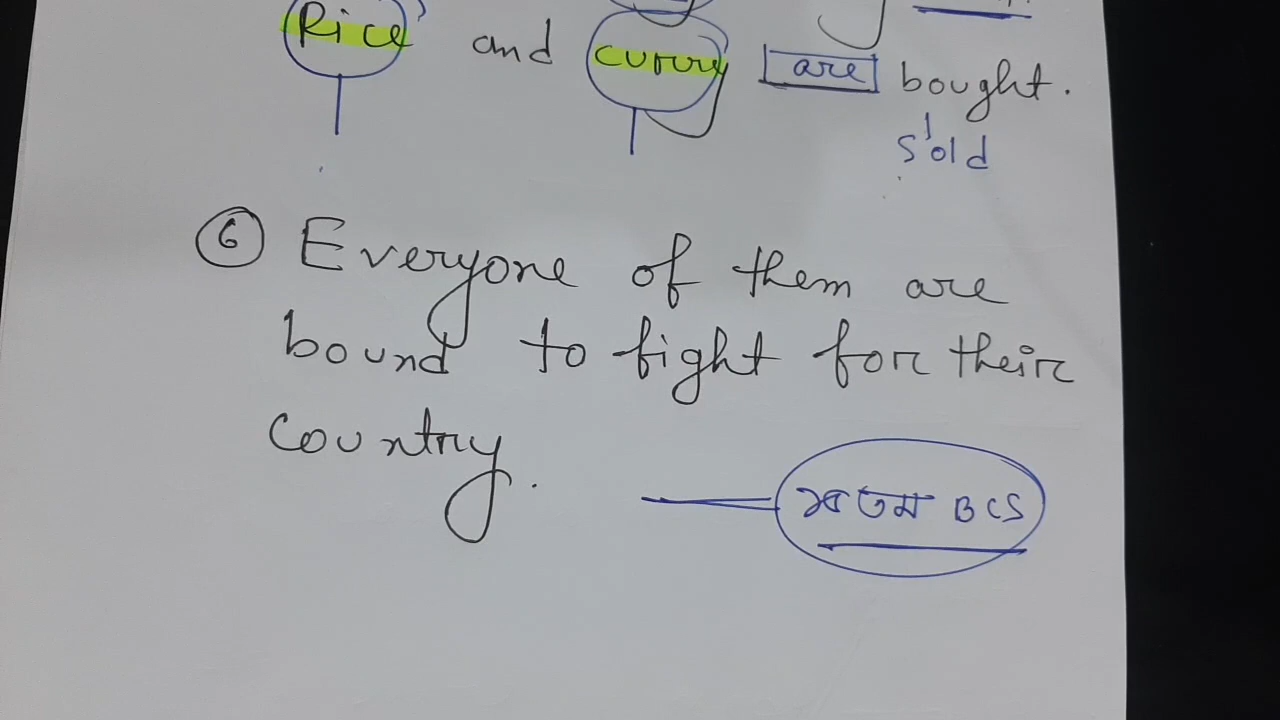 Rice and curry are bought.
sold
6 Everyone of them are
bound to fight for their
country.
BCS